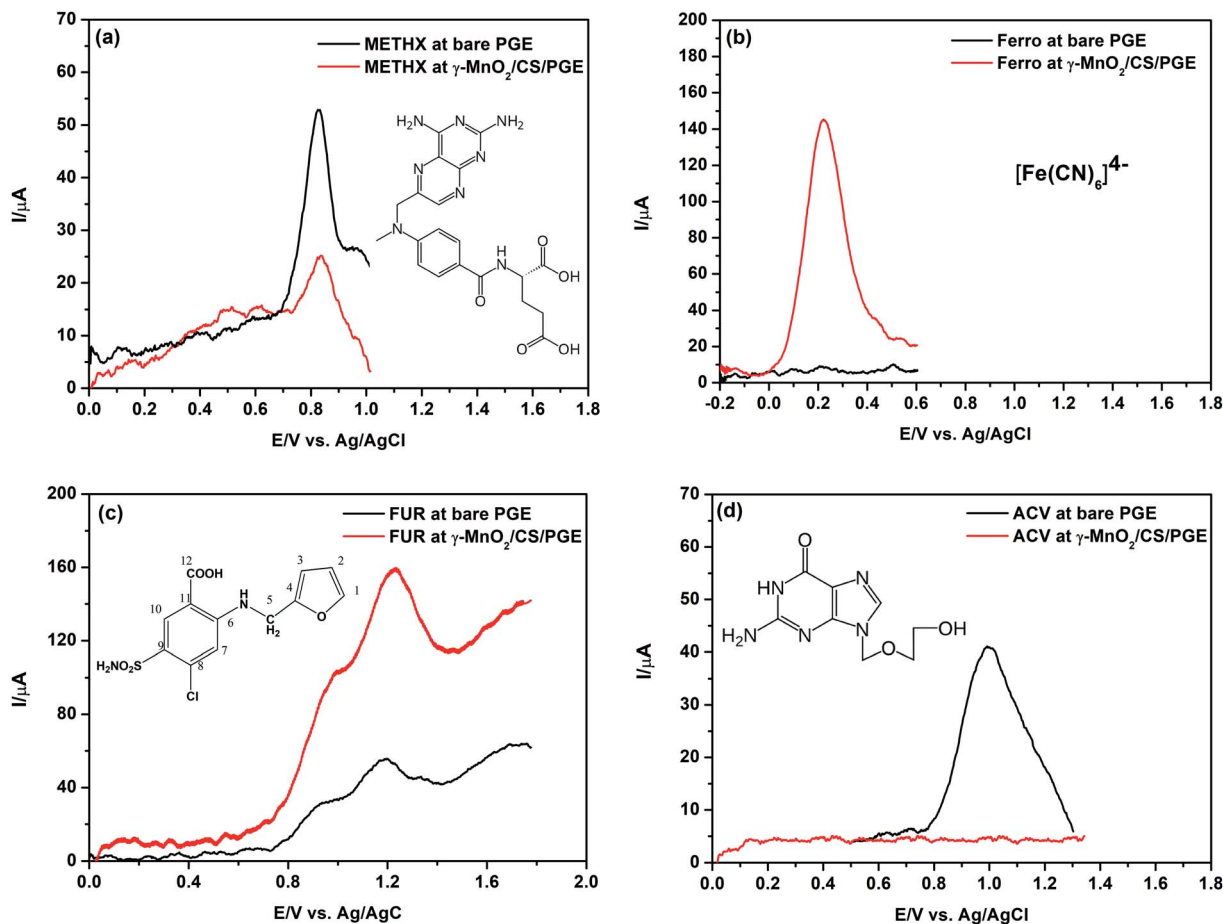 (a)
METHX at bare PGE
METHX at γ-MnO₂/CS/PGE
70
60
50
40
30
20
10
0
I/μA
H₂N
N
NH₂
N
N
N
N
N
H
N
O
O
OH
O
OH
0.0 0.2 0.4 0.6 0.8 1.0 1.2 1.4 1.6 1.8
E/V vs. Ag/AgCl
(b)
Ferro at bare PGE
Ferro at γ-MnO₂/CS/PGE
200
180
160
140
120
100
80
60
40
20
0
I/μA
[Fe(CN)₆]⁴⁻
-0.2 0.0 0.2 0.4 0.6 0.8 1.0 1.2 1.4 1.6 1.8
E/V vs. Ag/AgCl
(c)
FUR at bare PGE
FUR at γ-MnO₂/CS/PGE
200
160
120
80
40
0
I/μA
12
COOH
11
10
9
8
7
6
H
N
5
C
H₂
4
3
2
1
O
H₂NO₂S
Cl
0.0 0.4 0.8 1.2 1.6 2.0
E/V vs. Ag/AgC
(d)
ACV at bare PGE
ACV at γ-MnO₂/CS/PGE
70
60
50
40
30
20
10
0
I/μA
O
HN
N
H₂N
N
N
O
OH
0.0 0.2 0.4 0.6 0.8 1.0 1.2 1.4 1.6 1.8
E/V vs. Ag/AgCl